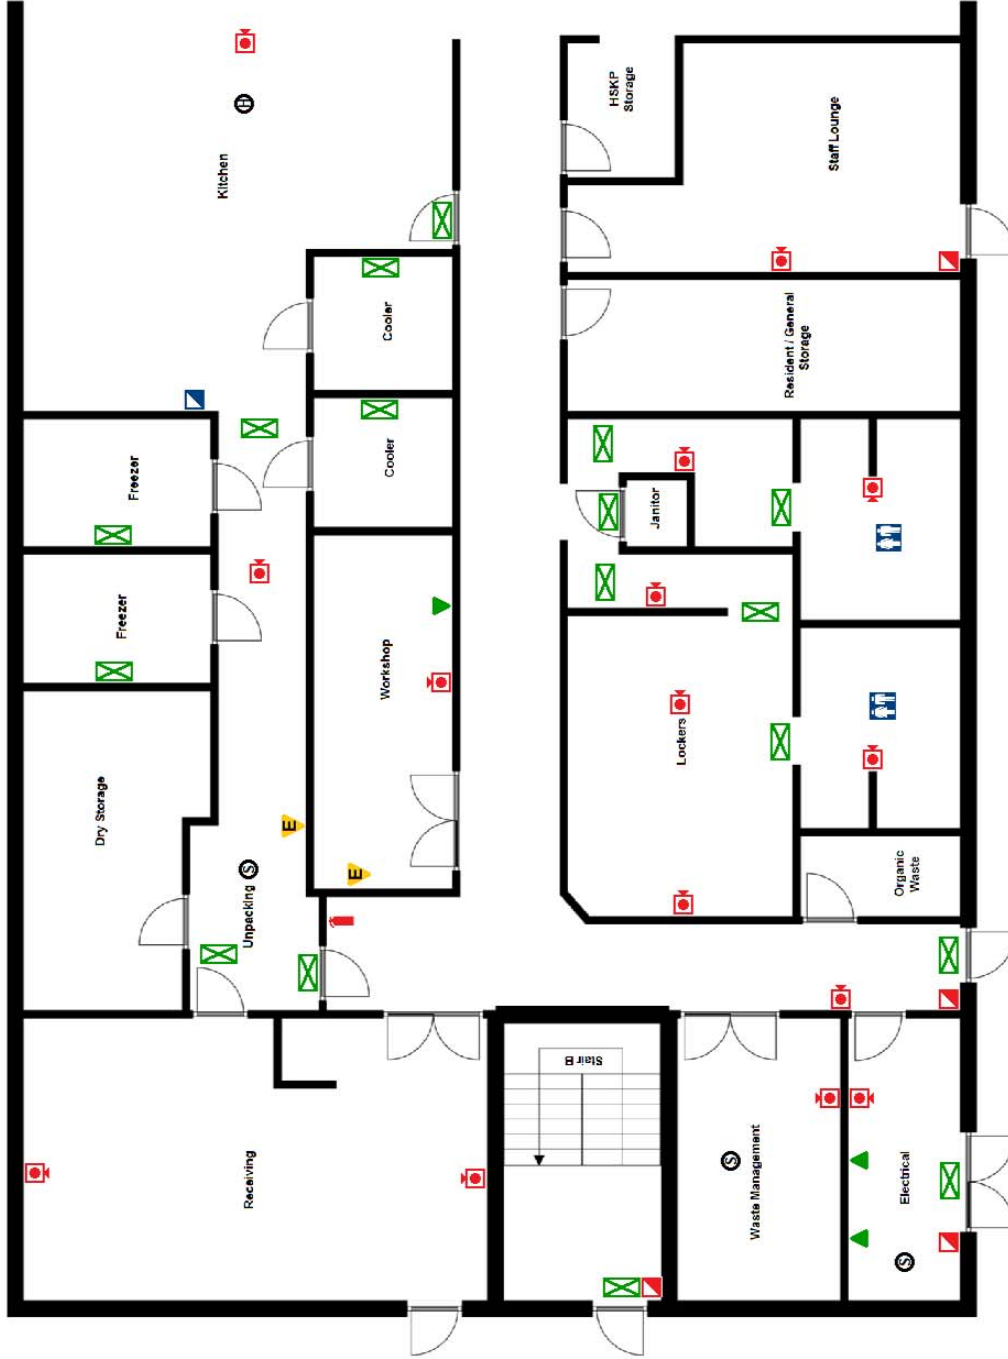 Kitchen
H
HSKP
Storage
Staff Lounge
Cooler
Resident / General
Storage
Freezer
Cooler
Janitor
Freezer
Workshop
Lockers
Dry Storage
E
E
S
Unpacking
Organic
Waste
Stair B
Receiving
Waste Management
S
Electrical
S